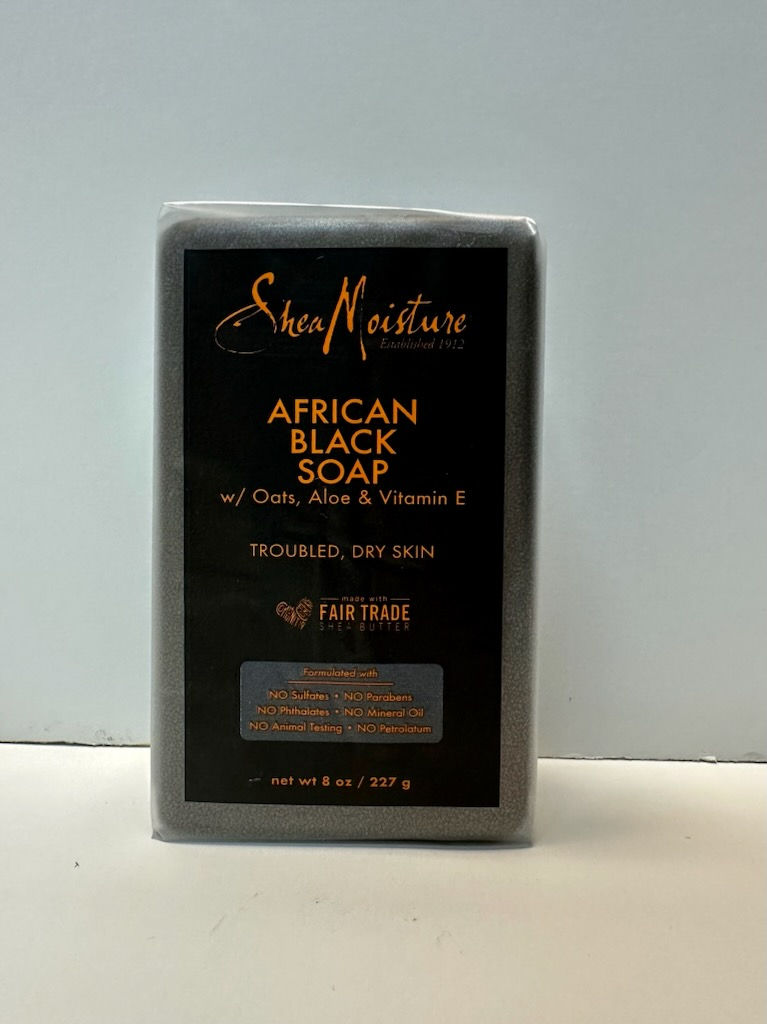 SheaMoisture
Established 1912
AFRICAN
BLACK
SOAP
w/ Oats, Aloe & Vitamin E
TROUBLED, DRY SKIN
made with
FAIR TRADE
SHEA BUTTER
Formulated with
NO Sulfates • NO Parabens
NO Phthalates • NO Mineral Oil
NO Animal Testing • NO Petrolatum
net wt 8 oz / 227 g